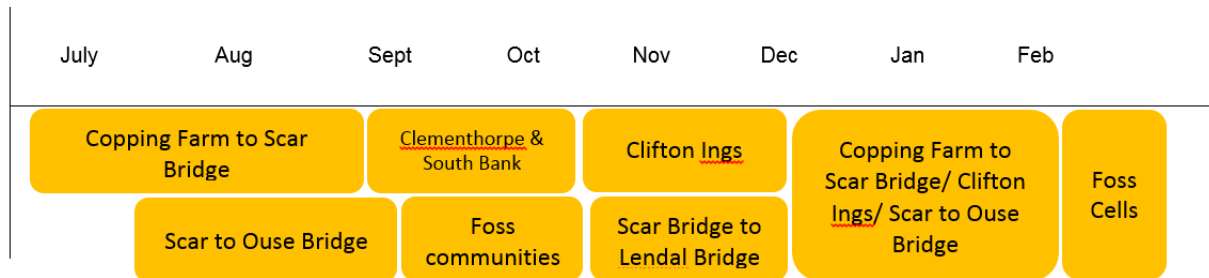 July Aug Sept Oct Nov Dec Jan Feb
Copping Farm to Scar
Bridge
Clementhorpe &
South Bank
Clifton Ings
Copping Farm to
Scar Bridge/ Clifton
Ings/ Scar to Ouse
Bridge
Foss
Cells
Scar to Ouse Bridge
Foss
communities
Scar Bridge to
Lendal Bridge